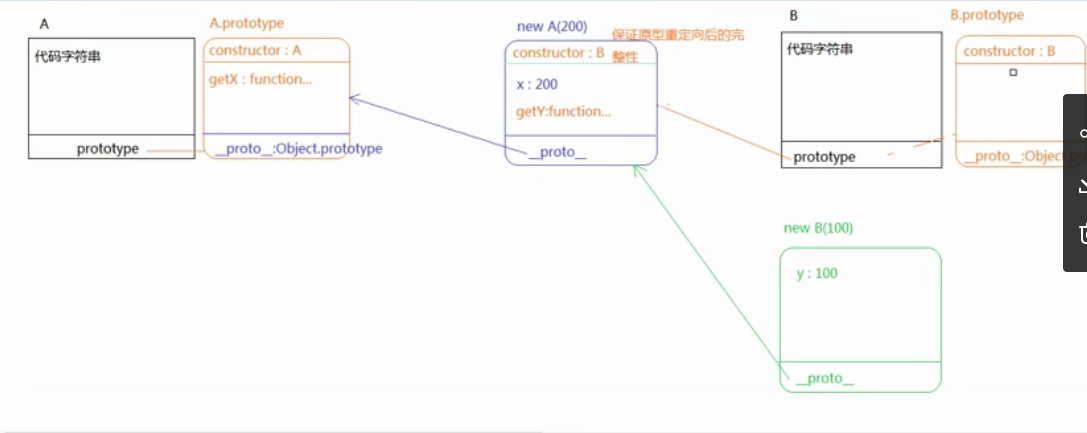 A
代码字符串
prototype
A.prototype
constructor : A
getX : function...
__proto__:Object.prototype
new A(200)
保证原型重定向后的完
整性
constructor : B
x : 200
getY:function...
__proto__
B
代码字符串
prototype
B.prototype
constructor : B
__proto__:Object
new B(100)
y : 100
__proto__